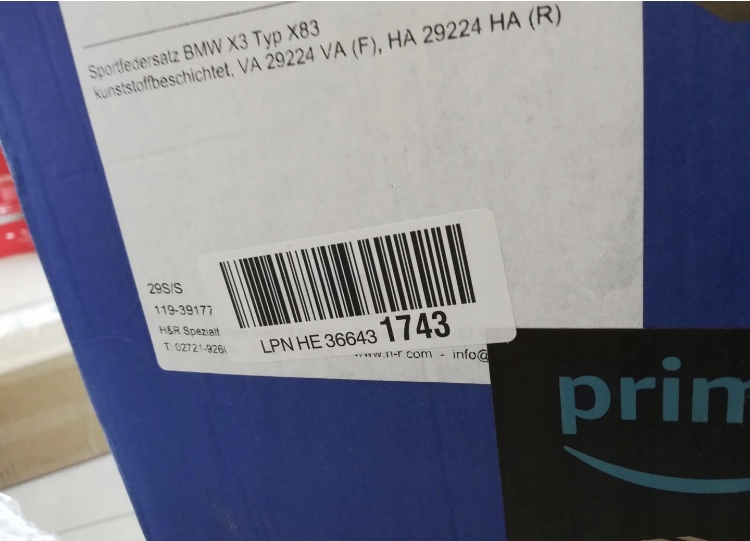 Sportfedersatz BMW X3 Typ X83
kunststoffbeschichtet, VA 29224 VA (F), HA 29224 HA (R)
29S/S
119-39177
H&R Spezialf
T: 02721-926
LPN HE 36643 1743
www.h-r.com - info@
prim